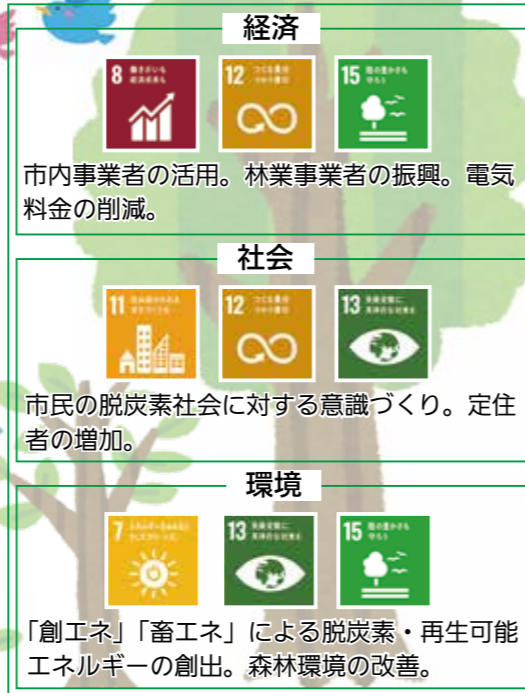 経済
8 働きがいも
経済成長も
12 つくる責任
つかう責任
15 陸の豊かさも
守ろう
市内事業者の活用。林業事業者の振興。電気
料金の削減。
社会
11 住み続けられる
まちづくりを
12 つくる責任
つかう責任
13 気候変動に
具体的な対策を
市民の脱炭素社会に対する意識づくり。定住
者の増加。
環境
7 エネルギーをみんなに
そしてクリーンに
13 気候変動に
具体的な対策を
15 陸の豊かさも
守ろう
「創エネ」「畜エネ」による脱炭素・再生可能
エネルギーの創出。森林環境の改善。